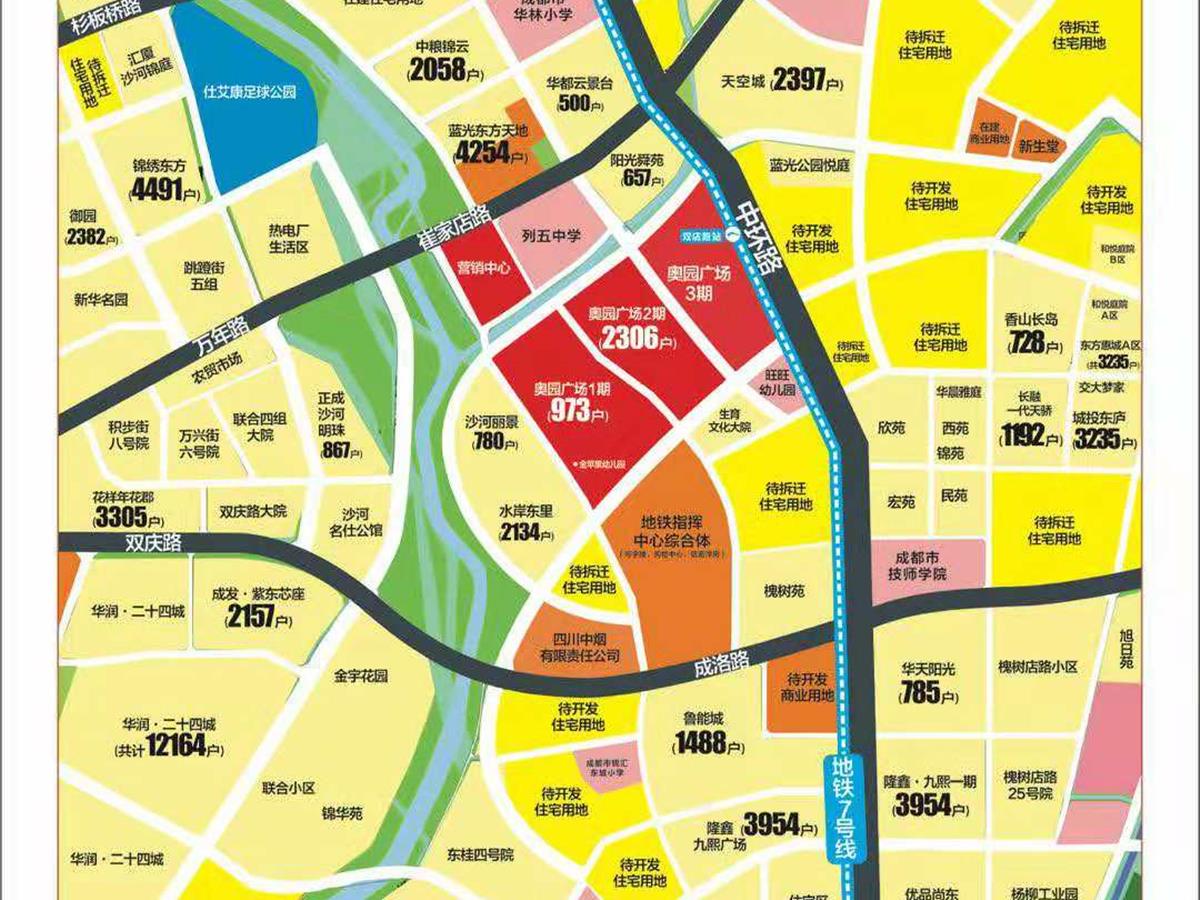 杉板桥路
在建住宅用地
成都市
华林小学
待拆迁
住宅用地
汇厦
沙河锦庭
仕艾康足球公园
中粮锦云
(2058户)
华都云景台
(500户)
天空城 (2397户)
待拆迁
住宅用地
待拆迁
住宅用地
在建
商业用地
新生堂
蓝光东方天地
(4254户)
阳光舜苑
(657户)
蓝光公园悦庭
待开发
住宅用地
待开发
住宅用地
锦绣东方
(4491户)
御园
(2382户)
热电厂
生活区
崔家店路
列五中学
双店路站
中环路
待开发
住宅用地
和悦庭院
B区
跳蹬街
五组
新华名园
营销中心
奥园广场
3期
奥园广场2期
(2306户)
万年路
农贸市场
待拆迁
住宅用地
待拆迁
住宅用地
香山长岛
(728户)
和悦庭院
A区
东方惠城A区
(共3235户)
奥园广场1期
(973户)
旺旺
幼儿园
生育
文化大院
正成
沙河
明珠
(867户)
积步街
八号院
万兴街
六号院
联合四组
大院
沙河丽景
(780户)
金苹果幼儿园
欣苑
华晨雅庭
西苑
锦苑
长融
一代天骄
(1192户)
交大梦家
城投东庐
(3235户)
花样年花郡
(3305户)
双庆路大院
沙河
名仕公馆
水岸东里
(2134户)
地铁指挥
中心综合体
待拆迁
住宅用地
宏苑
民苑
待拆迁
住宅用地
双庆路
待拆迁
住宅用地
槐树苑
成都市
技师学院
华润·二十四城
成发·紫东芯座
(2157户)
四川中烟
有限责任公司
成洛路
旭日苑
金宇花园
待开发
商业用地
华天阳光
(785户)
槐树店路小区
待开发
住宅用地
鲁能城
(1488户)
华润·二十四城
(共计12164户)
成都市锦汇
东城小学
地铁7号线
联合小区
锦华苑
待开发
住宅用地
隆鑫·九熙一期
(3954户)
槐树店路
25号院
隆鑫
九熙广场
(3954户)
华润·二十四城
东桂四号院
待开发
住宅用地
住宅区
优品尚东
杨柳工业园